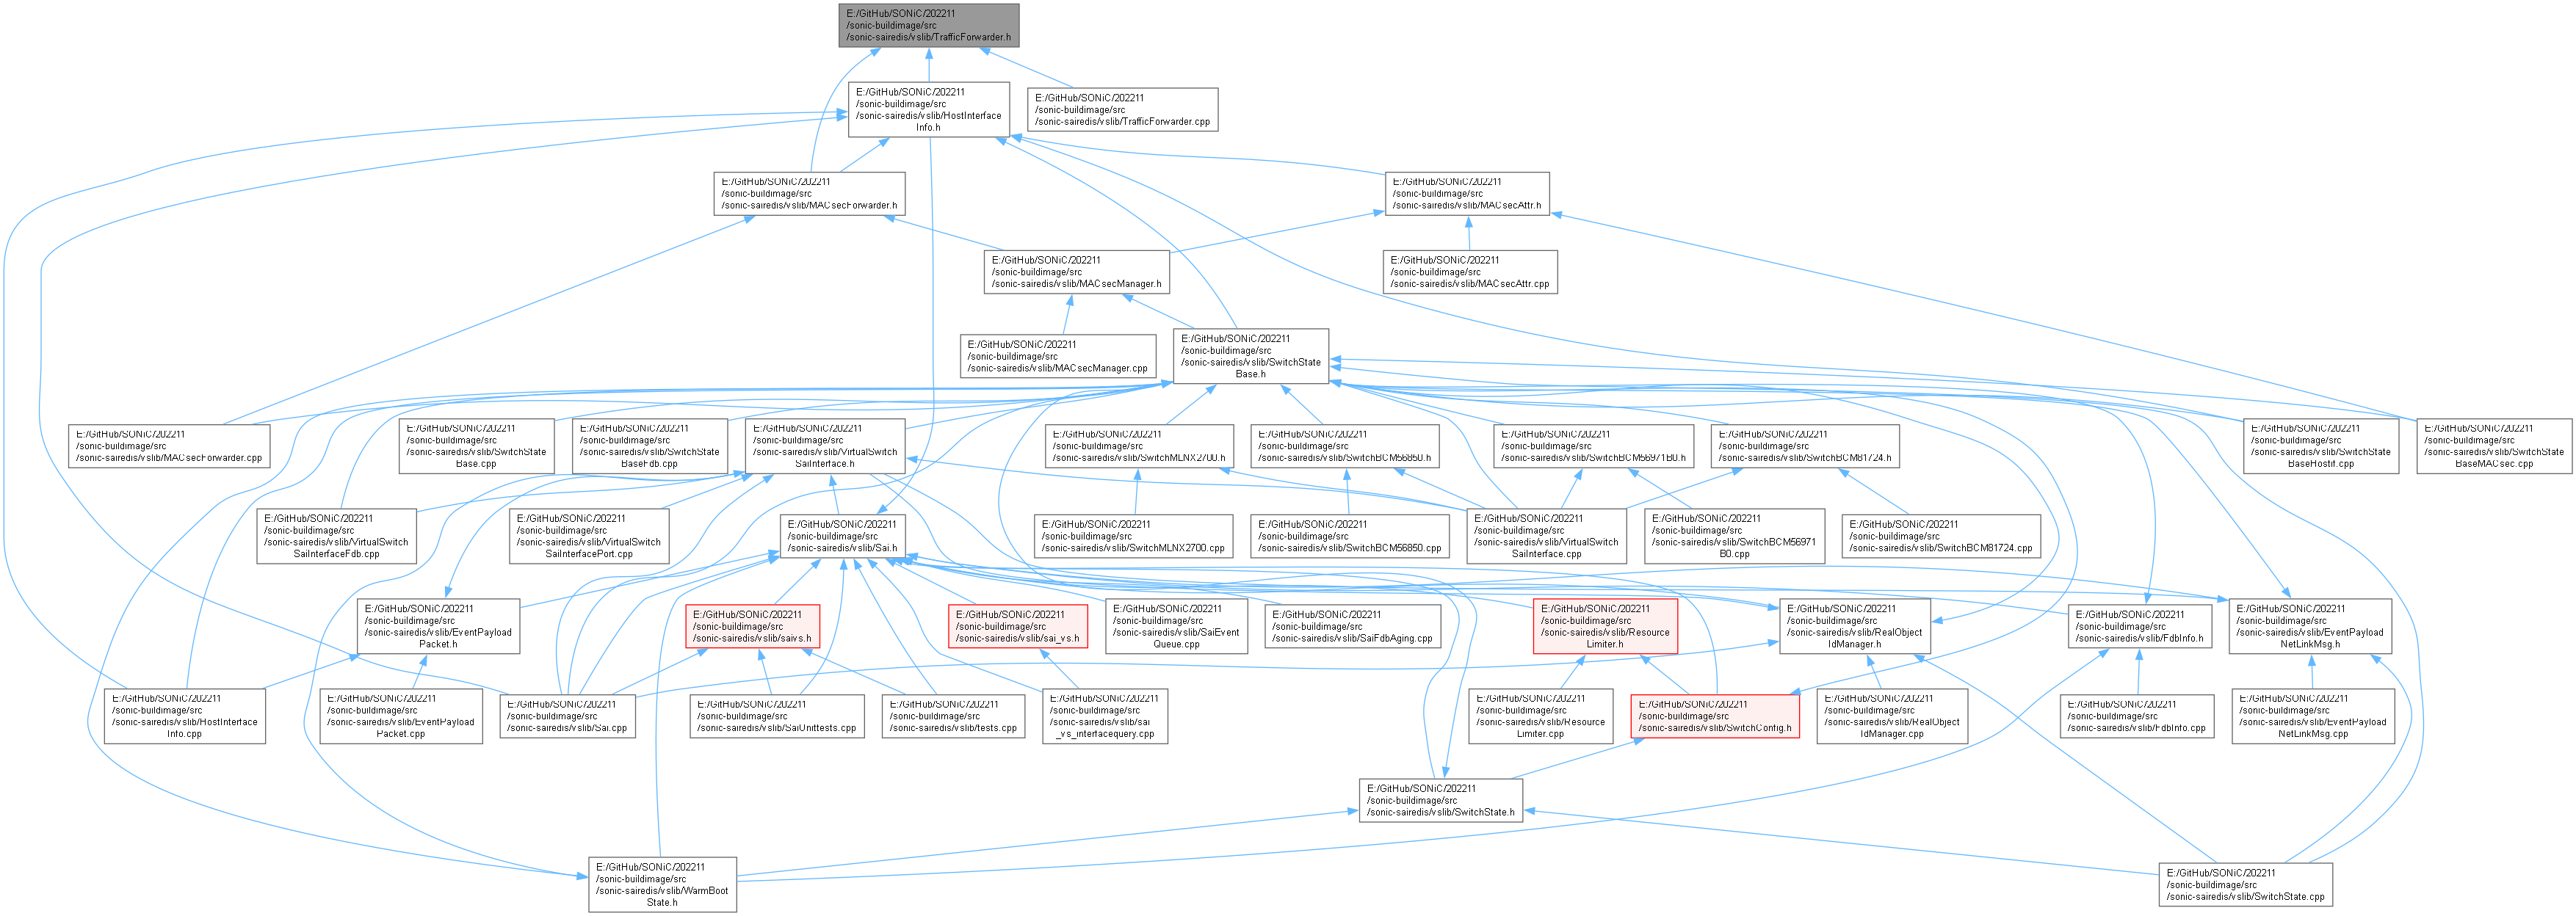 E:/GitHub/SONiC/202211
/sonic-buildimage/src
/sonic-sairedis/vslib/TrafficForwarder.h
E:/GitHub/SONiC/202211
/sonic-buildimage/src
/sonic-sairedis/vslib/HostInterface
Info.h
E:/GitHub/SONiC/202211
/sonic-buildimage/src
/sonic-sairedis/vslib/TrafficForwarder.cpp
E:/GitHub/SONiC/202211
/sonic-buildimage/src
/sonic-sairedis/vslib/MACsecForwarder.h
E:/GitHub/SONiC/202211
/sonic-buildimage/src
/sonic-sairedis/vslib/MACsecAttr.h
E:/GitHub/SONiC/202211
/sonic-buildimage/src
/sonic-sairedis/vslib/MACsecManager.h
E:/GitHub/SONiC/202211
/sonic-buildimage/src
/sonic-sairedis/vslib/MACsecAttr.cpp
E:/GitHub/SONiC/202211
/sonic-buildimage/src
/sonic-sairedis/vslib/MACsecManager.cpp
E:/GitHub/SONiC/202211
/sonic-buildimage/src
/sonic-sairedis/vslib/SwitchState
Base.h
E:/GitHub/SONiC/202211
/sonic-buildimage/src
/sonic-sairedis/vslib/MACsecForwarder.cpp
E:/GitHub/SONiC/202211
/sonic-buildimage/src
/sonic-sairedis/vslib/SwitchState
Base.cpp
E:/GitHub/SONiC/202211
/sonic-buildimage/src
/sonic-sairedis/vslib/SwitchState
BaseFdb.cpp
E:/GitHub/SONiC/202211
/sonic-buildimage/src
/sonic-sairedis/vslib/VirtualSwitch
SaiInterface.h
E:/GitHub/SONiC/202211
/sonic-buildimage/src
/sonic-sairedis/vslib/SwitchMLNX2700.h
E:/GitHub/SONiC/202211
/sonic-buildimage/src
/sonic-sairedis/vslib/SwitchBCM56850.h
E:/GitHub/SONiC/202211
/sonic-buildimage/src
/sonic-sairedis/vslib/SwitchBCM56971B0.h
E:/GitHub/SONiC/202211
/sonic-buildimage/src
/sonic-sairedis/vslib/SwitchBCM81724.h
E:/GitHub/SONiC/202211
/sonic-buildimage/src
/sonic-sairedis/vslib/SwitchState
BaseHostif.cpp
E:/GitHub/SONiC/202211
/sonic-buildimage/src
/sonic-sairedis/vslib/SwitchState
BaseMACsec.cpp
E:/GitHub/SONiC/202211
/sonic-buildimage/src
/sonic-sairedis/vslib/VirtualSwitch
SaiInterfaceFdb.cpp
E:/GitHub/SONiC/202211
/sonic-buildimage/src
/sonic-sairedis/vslib/VirtualSwitch
SaiInterfacePort.cpp
E:/GitHub/SONiC/202211
/sonic-buildimage/src
/sonic-sairedis/vslib/Sai.h
E:/GitHub/SONiC/202211
/sonic-buildimage/src
/sonic-sairedis/vslib/SwitchMLNX2700.cpp
E:/GitHub/SONiC/202211
/sonic-buildimage/src
/sonic-sairedis/vslib/SwitchBCM56850.cpp
E:/GitHub/SONiC/202211
/sonic-buildimage/src
/sonic-sairedis/vslib/VirtualSwitch
SaiInterface.cpp
E:/GitHub/SONiC/202211
/sonic-buildimage/src
/sonic-sairedis/vslib/SwitchBCM56971
B0.cpp
E:/GitHub/SONiC/202211
/sonic-buildimage/src
/sonic-sairedis/vslib/SwitchBCM81724.cpp
E:/GitHub/SONiC/202211
/sonic-buildimage/src
/sonic-sairedis/vslib/EventPayload
Packet.h
E:/GitHub/SONiC/202211
/sonic-buildimage/src
/sonic-sairedis/vslib/saivs.h
E:/GitHub/SONiC/202211
/sonic-buildimage/src
/sonic-sairedis/vslib/sai_vs.h
E:/GitHub/SONiC/202211
/sonic-buildimage/src
/sonic-sairedis/vslib/SaiEvent
Queue.cpp
E:/GitHub/SONiC/202211
/sonic-buildimage/src
/sonic-sairedis/vslib/SaiFdbAging.cpp
E:/GitHub/SONiC/202211
/sonic-buildimage/src
/sonic-sairedis/vslib/Resource
Limiter.h
E:/GitHub/SONiC/202211
/sonic-buildimage/src
/sonic-sairedis/vslib/RealObject
IdManager.h
E:/GitHub/SONiC/202211
/sonic-buildimage/src
/sonic-sairedis/vslib/FdbInfo.h
E:/GitHub/SONiC/202211
/sonic-buildimage/src
/sonic-sairedis/vslib/EventPayload
NetLinkMsg.h
E:/GitHub/SONiC/202211
/sonic-buildimage/src
/sonic-sairedis/vslib/HostInterface
Info.cpp
E:/GitHub/SONiC/202211
/sonic-buildimage/src
/sonic-sairedis/vslib/EventPayload
Packet.cpp
E:/GitHub/SONiC/202211
/sonic-buildimage/src
/sonic-sairedis/vslib/Sai.cpp
E:/GitHub/SONiC/202211
/sonic-buildimage/src
/sonic-sairedis/vslib/SaiUnittests.cpp
E:/GitHub/SONiC/202211
/sonic-buildimage/src
/sonic-sairedis/vslib/tests.cpp
E:/GitHub/SONiC/202211
/sonic-buildimage/src
/sonic-sairedis/vslib/sai
_vs_interfacequery.cpp
E:/GitHub/SONiC/202211
/sonic-buildimage/src
/sonic-sairedis/vslib/Resource
Limiter.cpp
E:/GitHub/SONiC/202211
/sonic-buildimage/src
/sonic-sairedis/vslib/SwitchConfig.h
E:/GitHub/SONiC/202211
/sonic-buildimage/src
/sonic-sairedis/vslib/RealObject
IdManager.cpp
E:/GitHub/SONiC/202211
/sonic-buildimage/src
/sonic-sairedis/vslib/FdbInfo.cpp
E:/GitHub/SONiC/202211
/sonic-buildimage/src
/sonic-sairedis/vslib/EventPayload
NetLinkMsg.cpp
E:/GitHub/SONiC/202211
/sonic-buildimage/src
/sonic-sairedis/vslib/SwitchState.h
E:/GitHub/SONiC/202211
/sonic-buildimage/src
/sonic-sairedis/vslib/WarmBoot
State.h
E:/GitHub/SONiC/202211
/sonic-buildimage/src
/sonic-sairedis/vslib/SwitchState.cpp